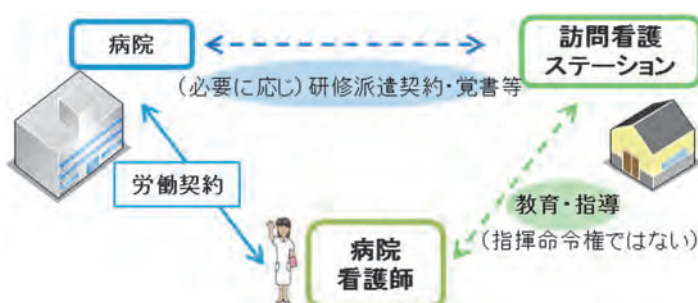 病院
訪問看護
ステーション
(必要に応じ)研修派遣契約・覚書等
労働契約
教育・指導
(指揮命令権ではない)
病院
看護師